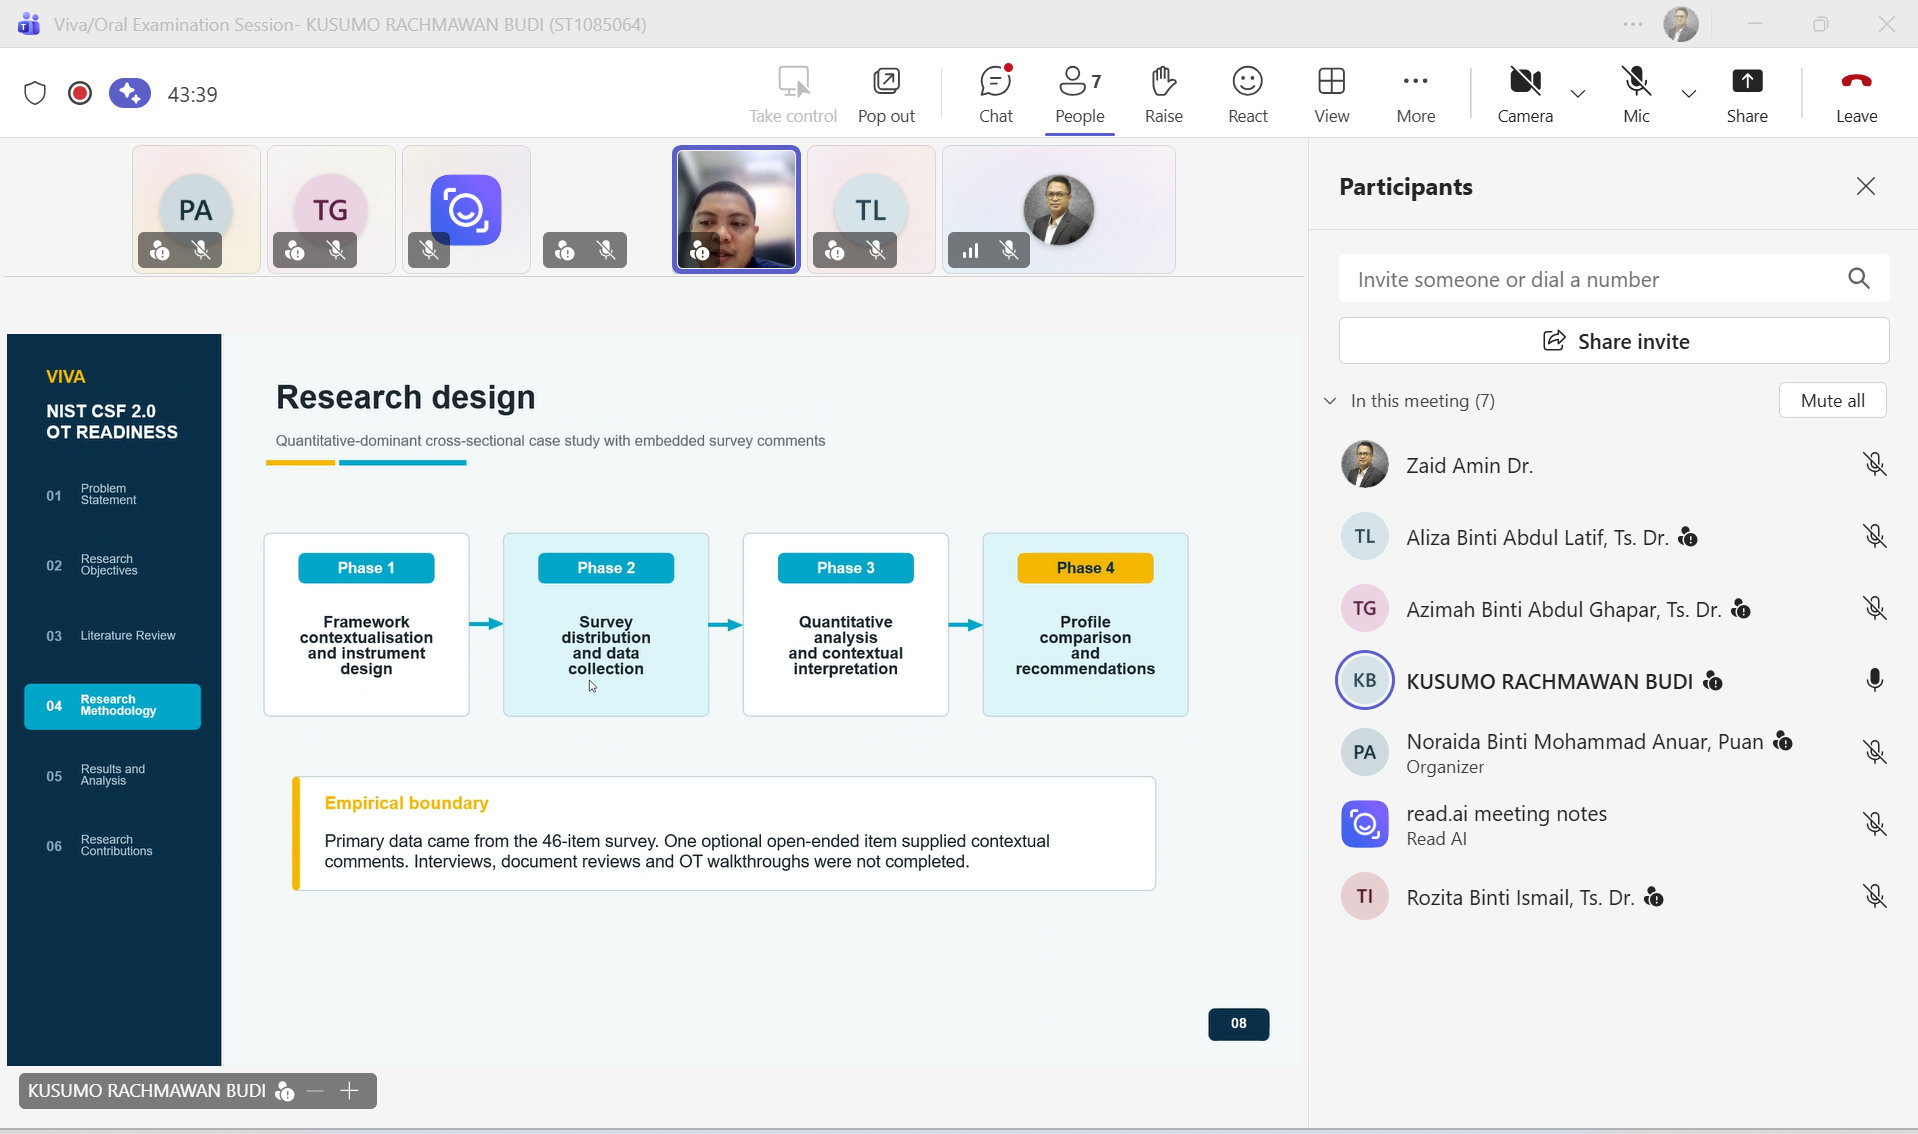 Viva/Oral Examination Session- KUSUMO RACHMAWAN BUDI (ST1085064)
43:39
Take control
Pop out
Chat
7
People
Raise
React
View
More
Camera
Mic
Share
Leave
PA
TG
TL
Participants
Invite someone or dial a number
Share invite
In this meeting (7)
Mute all
Zaid Amin Dr.
TL
Aliza Binti Abdul Latif, Ts. Dr.
TG
Azimah Binti Abdul Ghapar, Ts. Dr.
KB
KUSUMO RACHMAWAN BUDI
PA
Noraida Binti Mohammad Anuar, Puan
Organizer
read.ai meeting notes
Read AI
TI
Rozita Binti Ismail, Ts. Dr.
VIVA
NIST CSF 2.0
OT READINESS
01
Problem
Statement
02
Research
Objectives
03
Literature Review
04
Research
Methodology
05
Results and
Analysis
06
Research
Contributions
Research design
Quantitative-dominant cross-sectional case study with embedded survey comments
Phase 1
Framework
contextualisation
and instrument
design
Phase 2
Survey
distribution
and data
collection
Phase 3
Quantitative
analysis
and contextual
interpretation
Phase 4
Profile
comparison
and
recommendations
Empirical boundary
Primary data came from the 46-item survey. One optional open-ended item supplied contextual
comments. Interviews, document reviews and OT walkthroughs were not completed.
08
KUSUMO RACHMAWAN BUDI